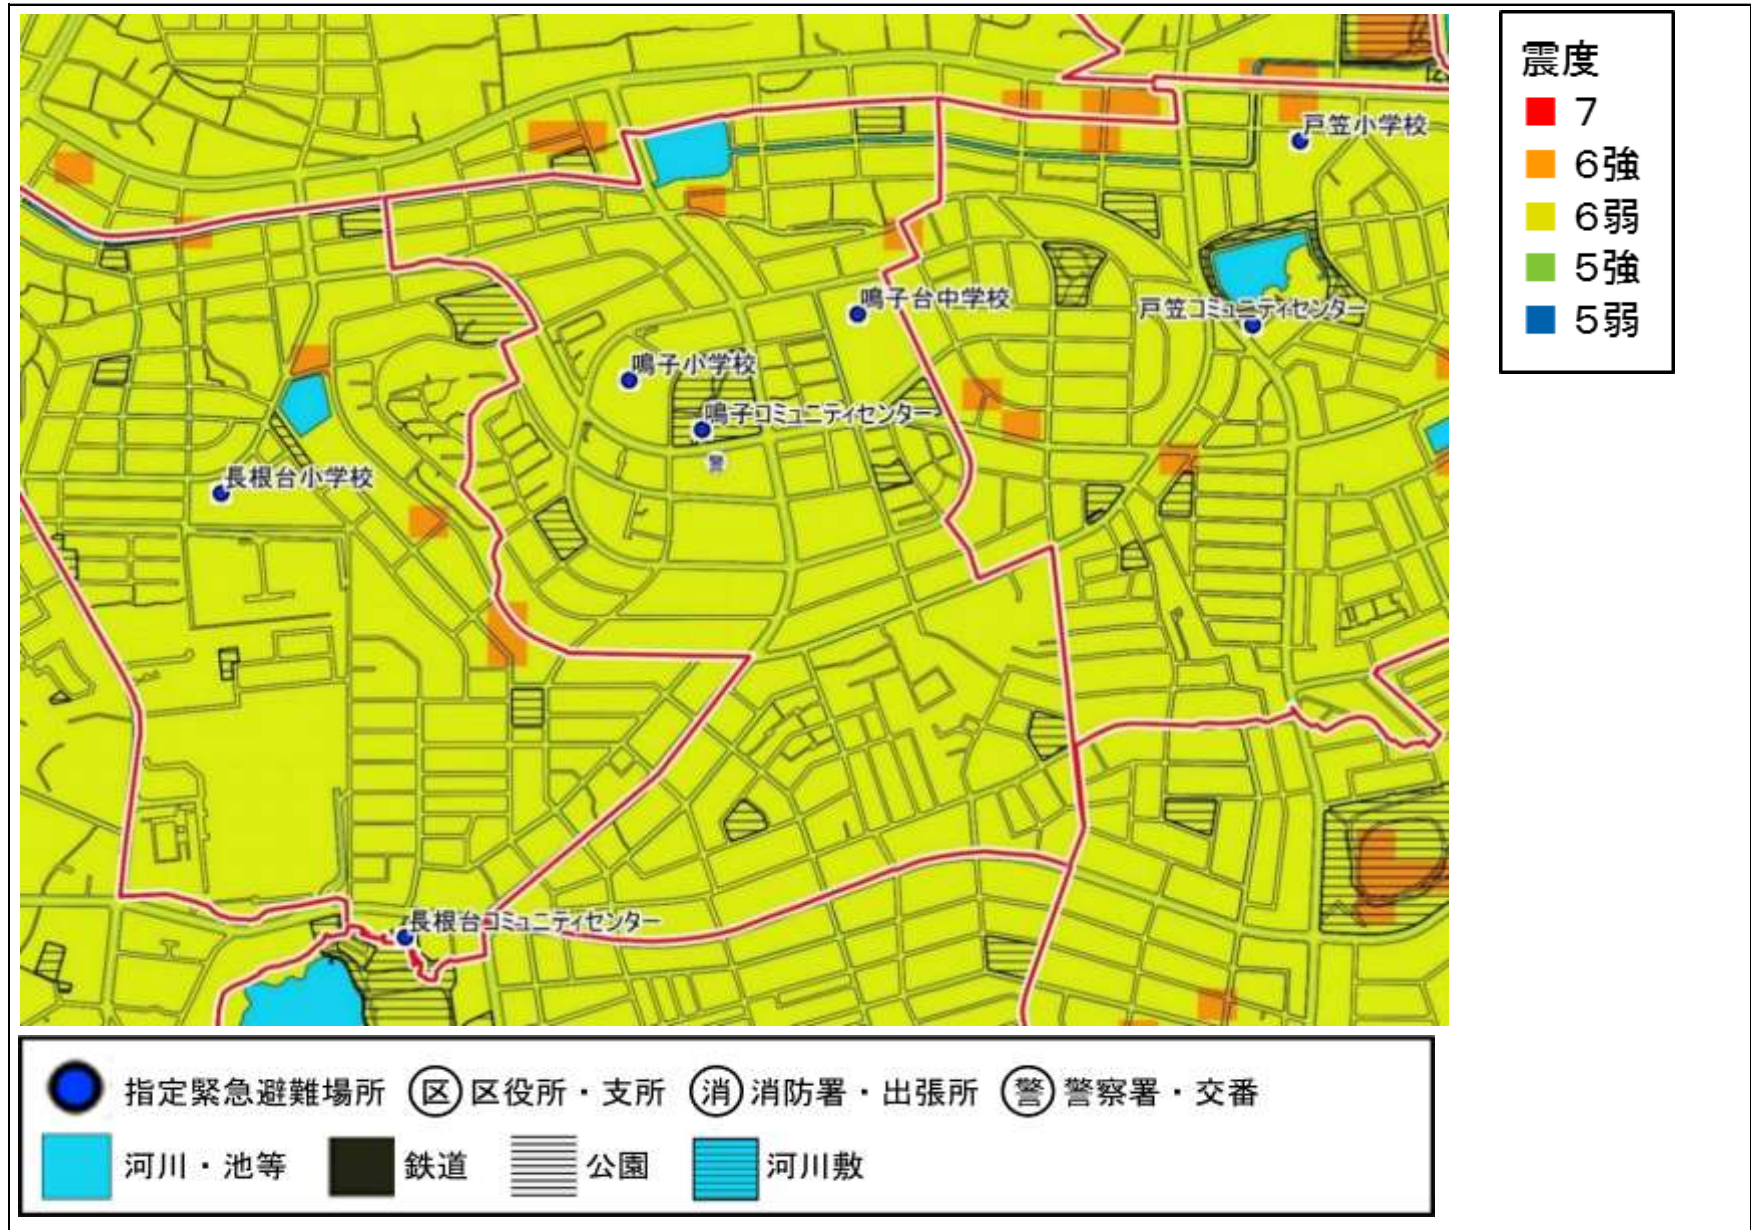 震度
7
6強
6弱
5強
5弱
戸笠小学校
鳴子台中学校
戸笠コミュニティセンター
鳴子小学校
鳴子コミュニティセンター
警
長根台小学校
長根台コミュニティセンター
指定緊急避難場所 区 区役所・支所 消 消防署・出張所 警 警察署・交番
河川・池等 鉄道 公園 河川敷